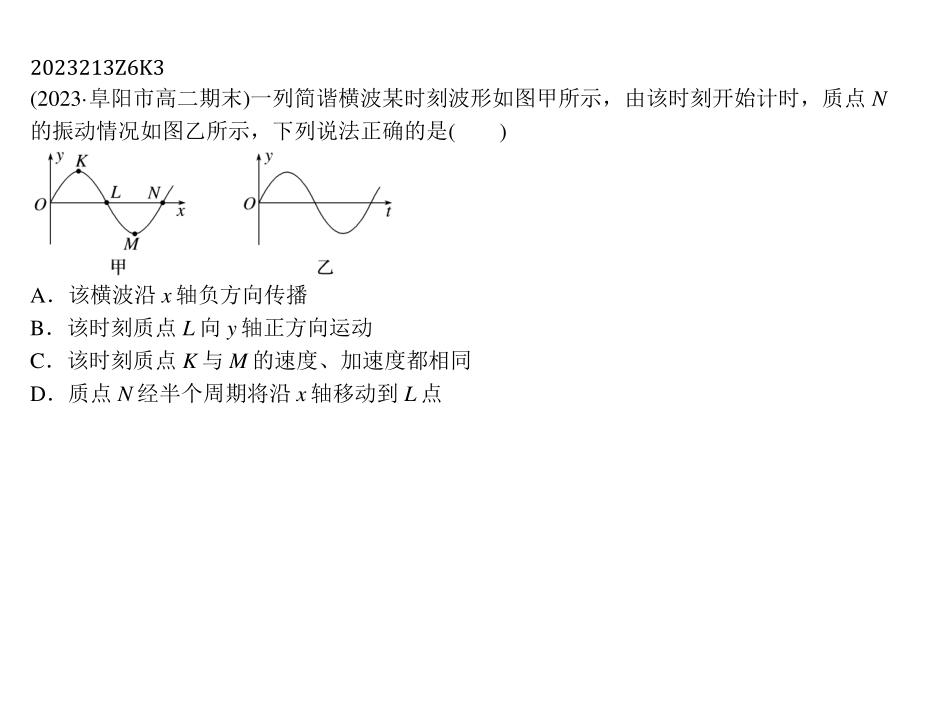 2023213Z6K3
(2023·阜阳市高二期末)一列简谐横波某时刻波形如图甲所示，由该时刻开始计时，质点 N
的振动情况如图乙所示，下列说法正确的是(　　)
y K L N O x M
y O t
甲 乙
A．该横波沿 x 轴负方向传播
B．该时刻质点 L 向 y 轴正方向运动
C．该时刻质点 K 与 M 的速度、加速度都相同
D．质点 N 经半个周期将沿 x 轴移动到 L 点